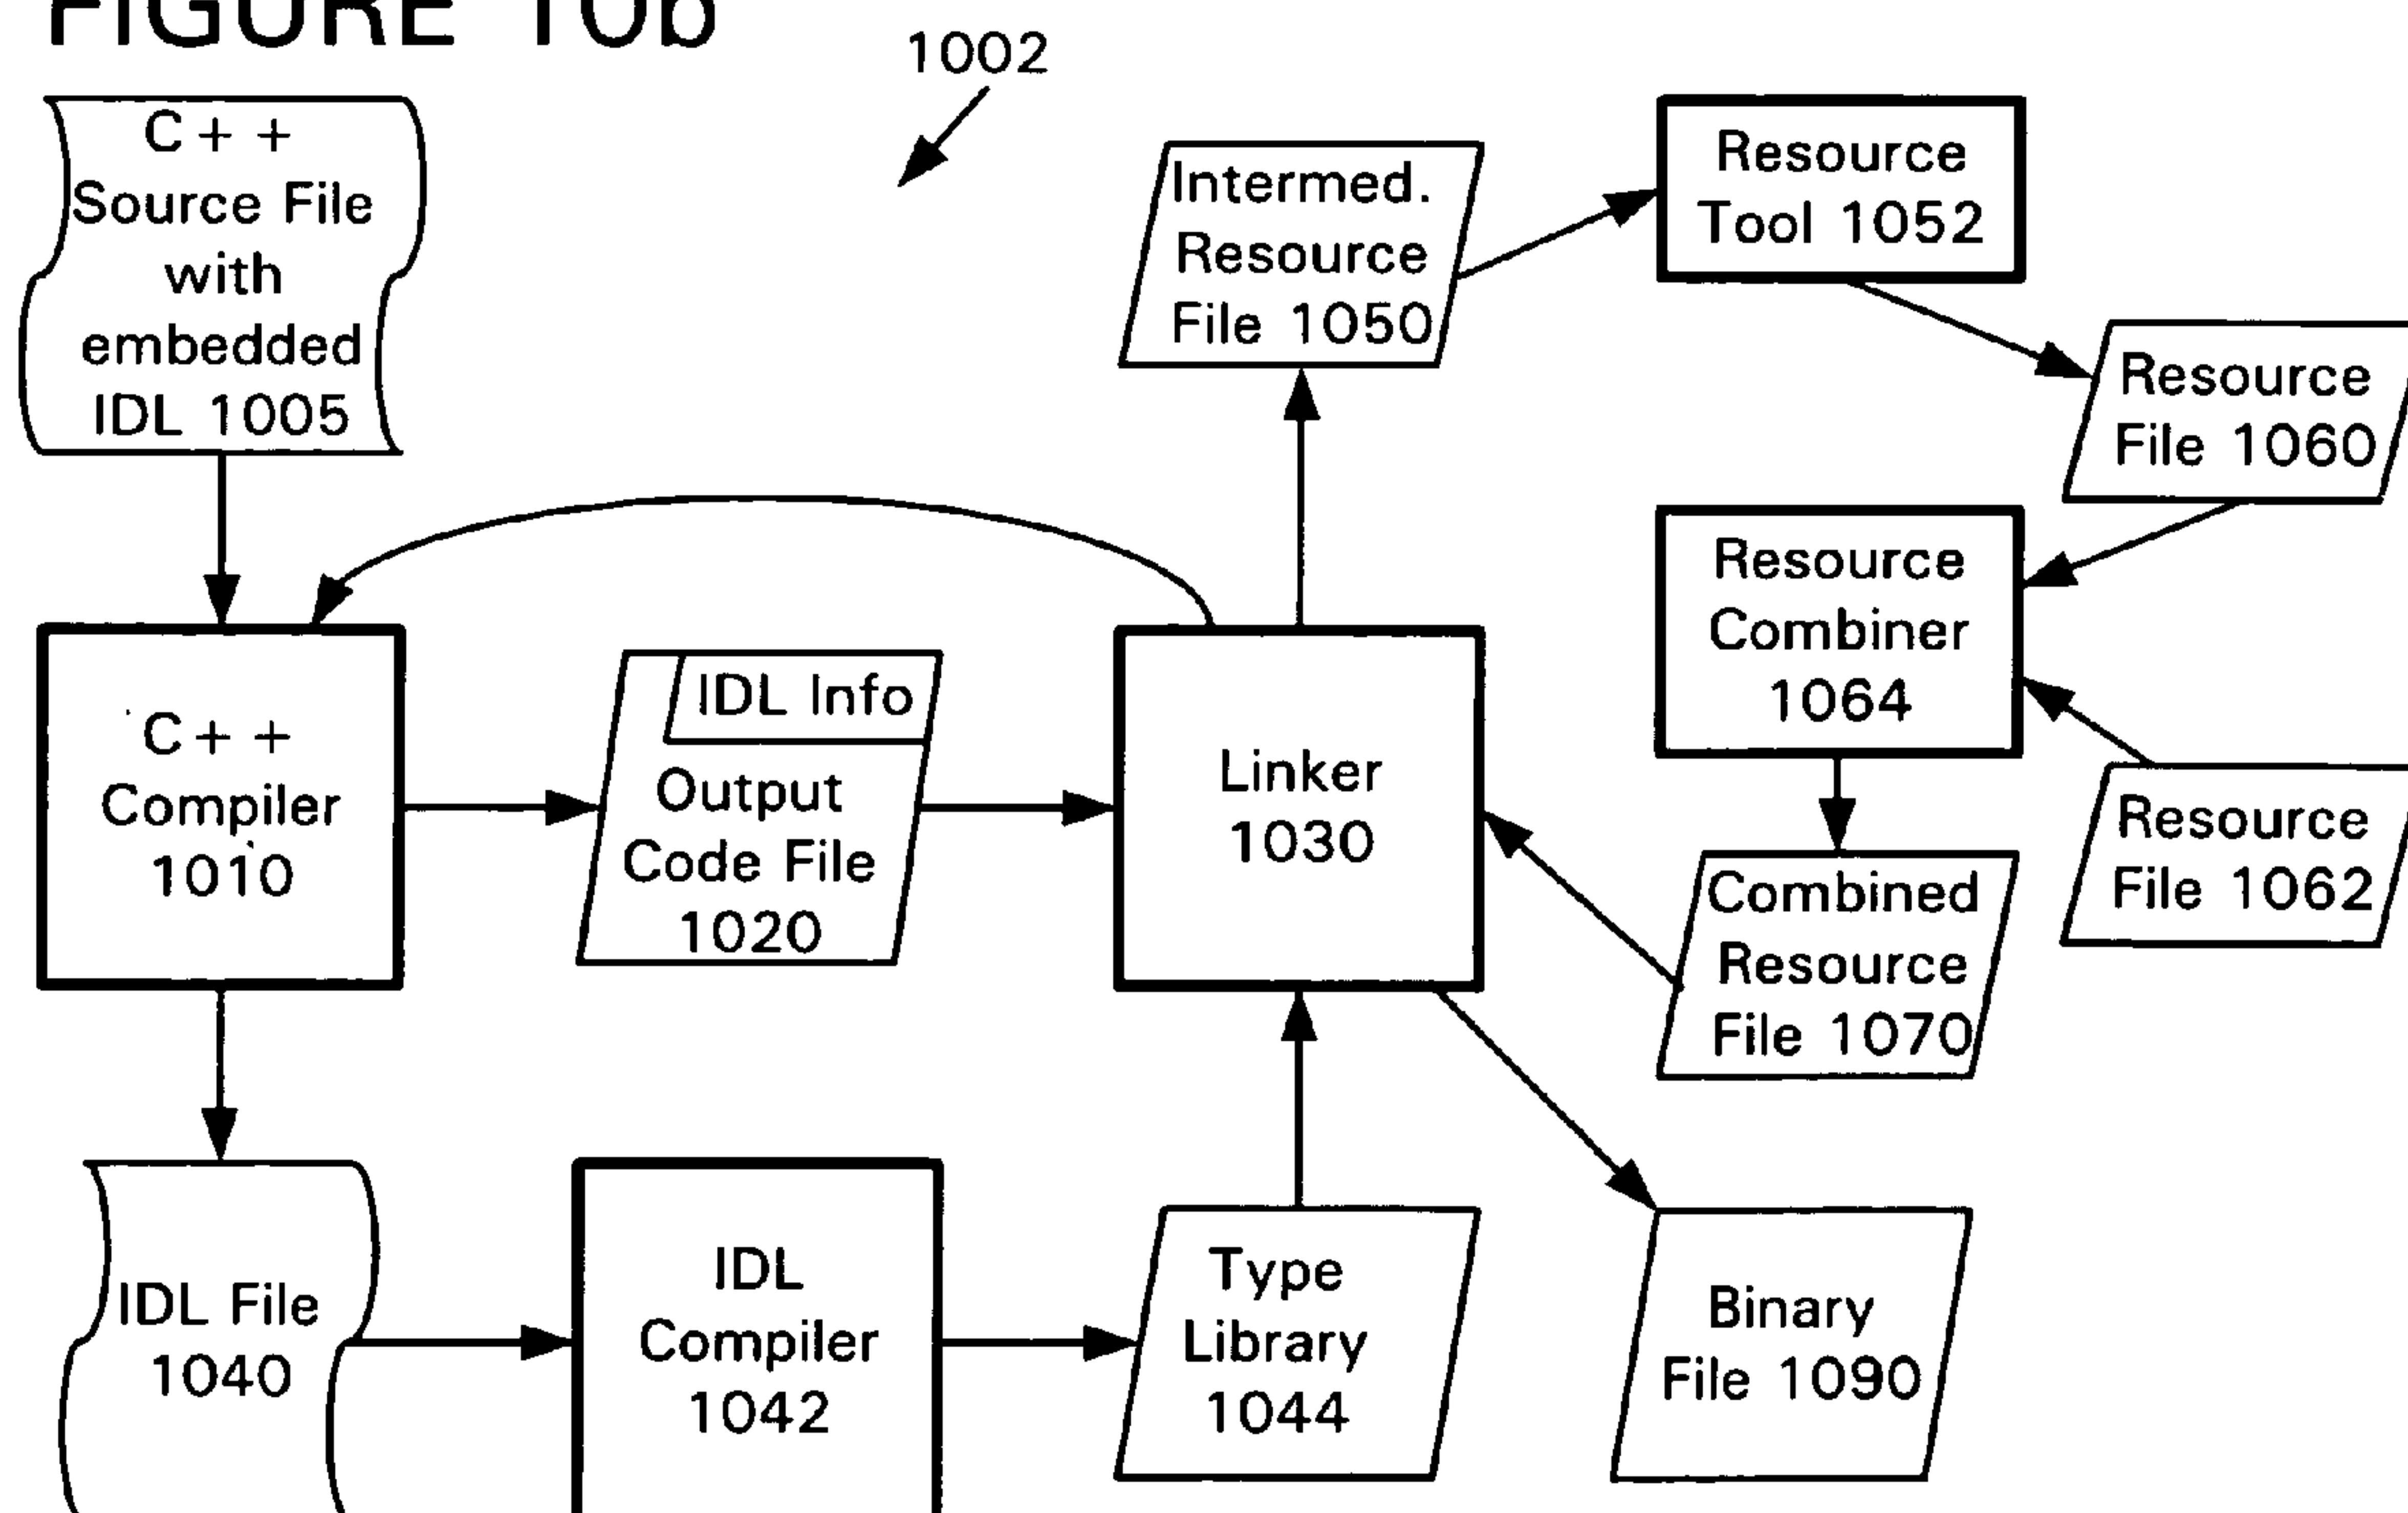 FIGURE 10b
1002
C++
Source File
with
embedded
IDL 1005
Intermed.
Resource
File 1050
Resource
Tool 1052
Resource
File 1060
Resource
Combiner
1064
Resource
File 1062
Combined
Resource
File 1070
C++
Compiler
1010
IDL Info
Output
Code File
1020
Linker
1030
IDL File
1040
IDL
Compiler
1042
Type
Library
1044
Binary
File 1090